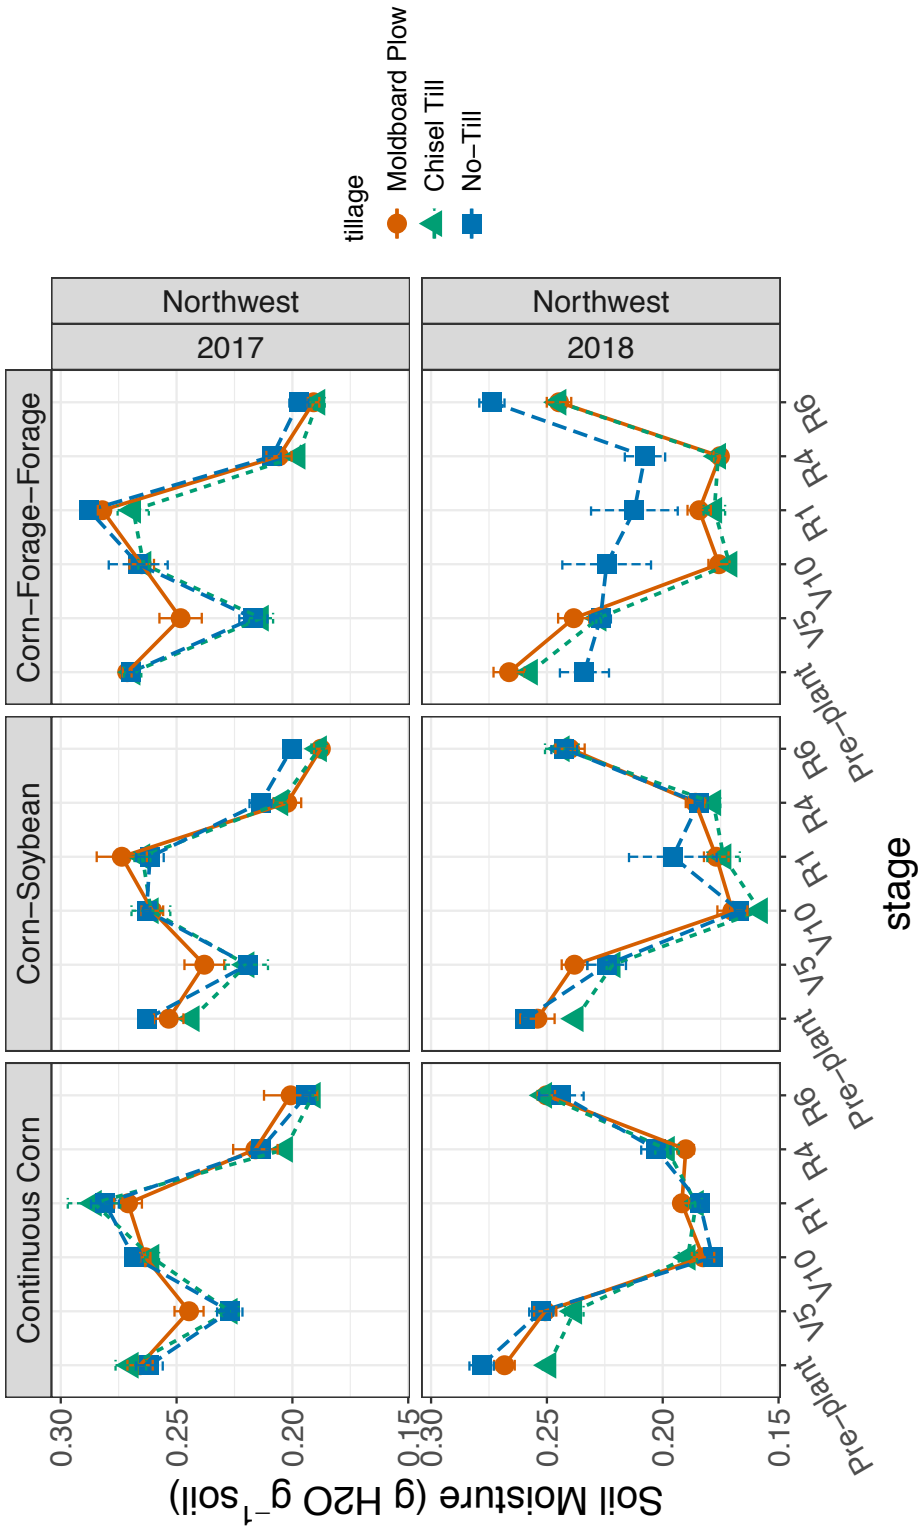 Continuous Corn
Corn−Soybean
Corn−Forage−Forage
2017
Northwest
2018
Northwest
0.30
0.25
0.20
0.15
0.30
0.25
0.20
0.15
Soil Moisture (g H2O g−1soil)
Pre−plant V5 V10 R1 R4 R6
Pre−plant V5 V10 R1 R4 R6
Pre−plant V5 V10 R1 R4 R6
stage
tillage
Moldboard Plow
Chisel Till
No−Till